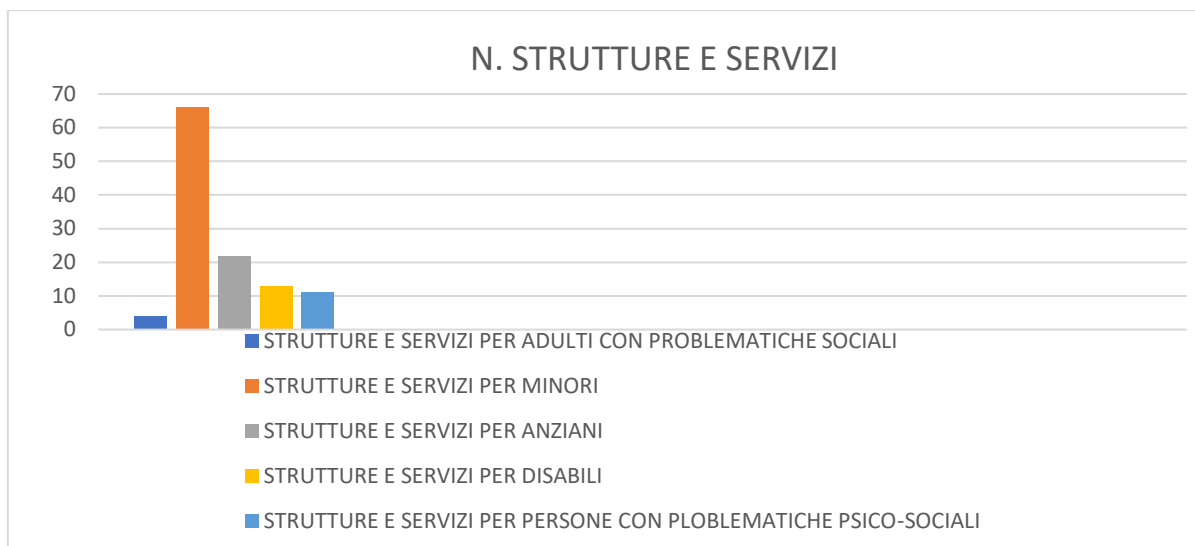 N. STRUTTURE E SERVIZI
70
60
50
40
30
20
10
0
STRUTTURE E SERVIZI PER ADULTI CON PROBLEMATICHE SOCIALI
STRUTTURE E SERVIZI PER MINORI
STRUTTURE E SERVIZI PER ANZIANI
STRUTTURE E SERVIZI PER DISABILI
STRUTTURE E SERVIZI PER PERSONE CON PLOBLEMATICHE PSICO-SOCIALI